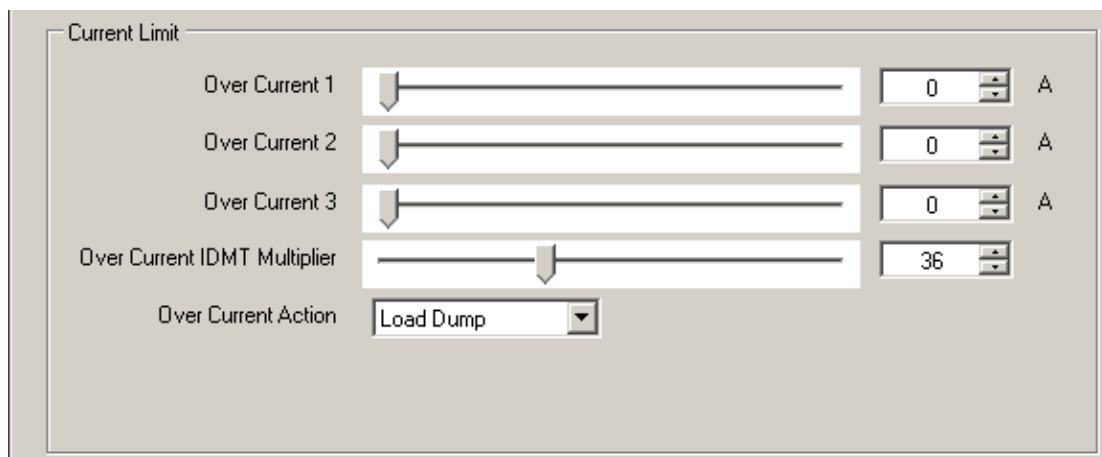 Current Limit
Over Current 1 0 A
Over Current 2 0 A
Over Current 3 0 A
Over Current IDMT Multiplier 36
Over Current Action Load Dump